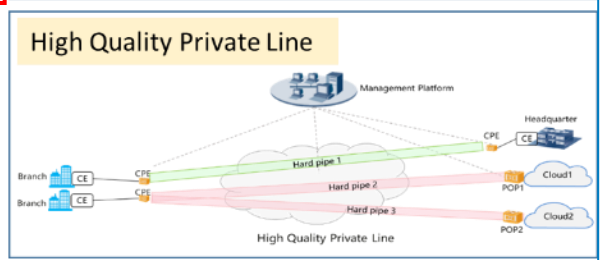 High Quality Private Line
Management Platform
Headquarter
CPE
CE
Hard pipe 1
Branch
CE
CPE
Hard pipe 2
Cloud1
POP1
Branch
CE
CPE
Hard pipe 3
Cloud2
POP2
High Quality Private Line